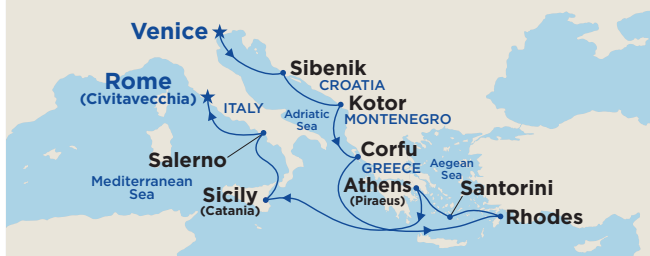 Venice
Sibenik
CROATIA
Rome
(Civitavecchia)
ITALY
Kotor
MONTENEGRO
Adriatic
Sea
Salerno
Corfu
GREECE
Aegean
Sea
Mediterranean
Sea
Sicily
(Catania)
Athens
(Piraeus)
Santorini
Rhodes